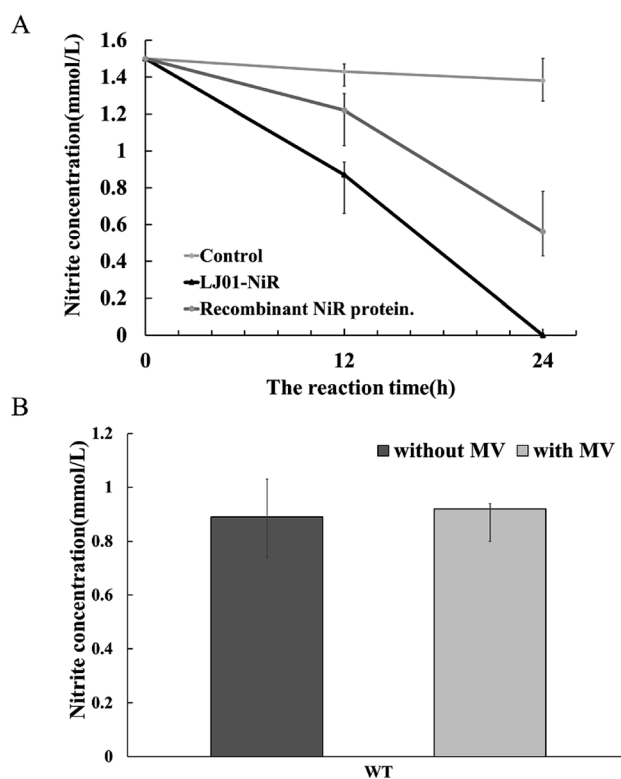 A
Nitrite concentration(mmol/L)
1.6
1.4
1.2
1
0.8
0.6
0.4
0.2
0
Control
LJ01-NiR
Recombinant NiR protein.
0 12 24
The reaction time(h)
B
Nitrite concentration(mmol/L)
1.2
1
0.8
0.6
0.4
0.2
0
without MV with MV
WT